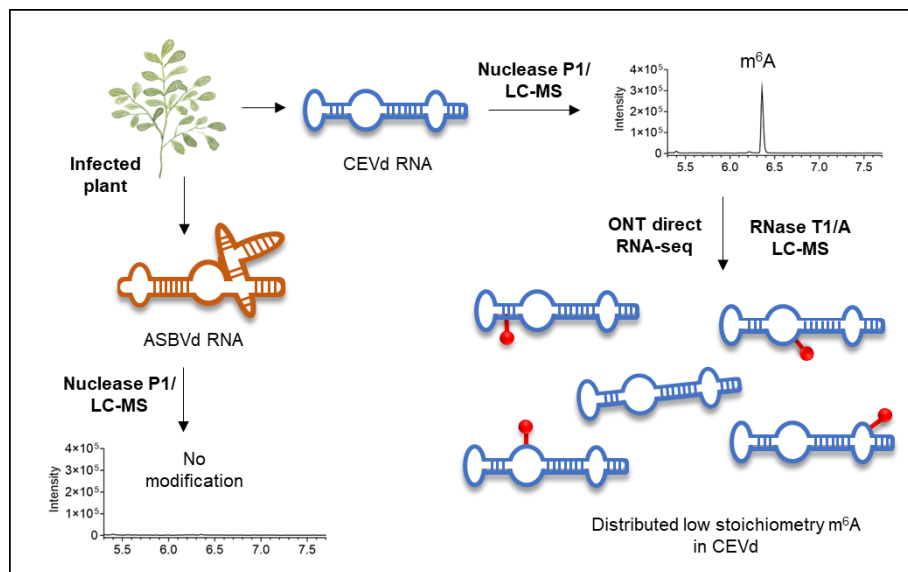 Infected
plant
CEVd RNA
Nuclease P1/
LC-MS
m⁶A
Intensity
4×10⁵
3×10⁵
2×10⁵
1×10⁵
0
5.5 6.0 6.5 7.0 7.5
ONT direct
RNA-seq
RNase T1/A
LC-MS
ASBVd RNA
Nuclease P1/
LC-MS
Intensity
4×10⁵
3×10⁵
2×10⁵
1×10⁵
0
No
modification
5.5 6.0 6.5 7.0 7.5
Distributed low stoichiometry m⁶A
in CEVd